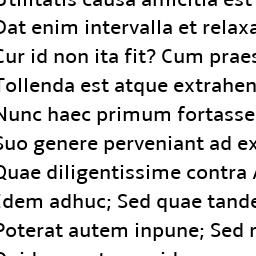 Utilitatis causa amicitia est
Dat enim intervalla et relaxa
Cur id non ita fit? Cum praes
Tollenda est atque extrahen
Nunc haec primum fortasse
Suo genere perveniant ad ex
Quae diligentissime contra A
Idem adhuc; Sed quae tande
Poterat autem inpune; Sed